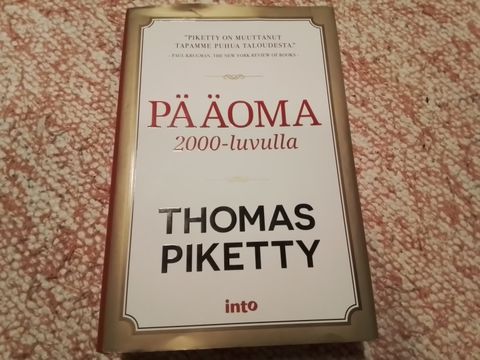 "PIKETTY ON MUUTTANUT
TAPAMME PUHUA TALOUDESTA."
- PAUL KRUGMAN, THE NEW YORK REVIEW OF BOOKS -
PÄÄOMA
2000-luvulla
THOMAS
PIKETTY
into